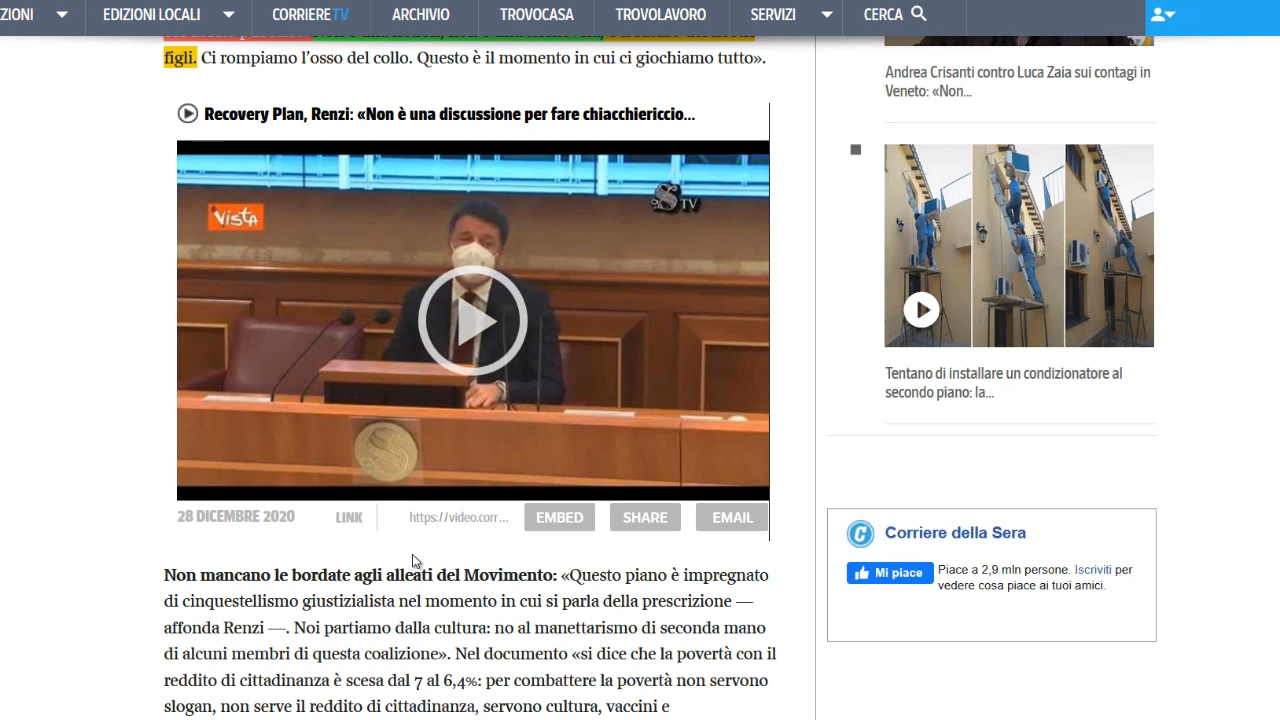 ZIONI
EDIZIONI LOCALI
CORRIERETV
ARCHIVIO
TROVOCASA
TROVOLAVORO
SERVIZI
CERCA
figli. Ci rompiamo l’osso del collo. Questo è il momento in cui ci giochiamo tutto».
Recovery Plan, Renzi: «Non è una discussione per fare chiacchiericcio...
VISTA
TV
28 DICEMBRE 2020
LINK
https://video.corr...
EMBED
SHARE
EMAIL
Non mancano le bordate agli alleati del Movimento: «Questo piano è impregnato
di cinquestellismo giustizialista nel momento in cui si parla della prescrizione —
affonda Renzi —. Noi partiamo dalla cultura: no al manettarismo di seconda mano
di alcuni membri di questa coalizione». Nel documento «si dice che la povertà con il
reddito di cittadinanza è scesa dal 7 al 6,4%: per combattere la povertà non servono
slogan, non serve il reddito di cittadinanza, servono cultura, vaccini e
Andrea Crisanti contro Luca Zaia sui contagi in
Veneto: «Non...
Tentano di installare un condizionatore al
secondo piano: la...
Corriere della Sera
Mi piace
Piace a 2,9 mln persone. Iscriviti per
vedere cosa piace ai tuoi amici.